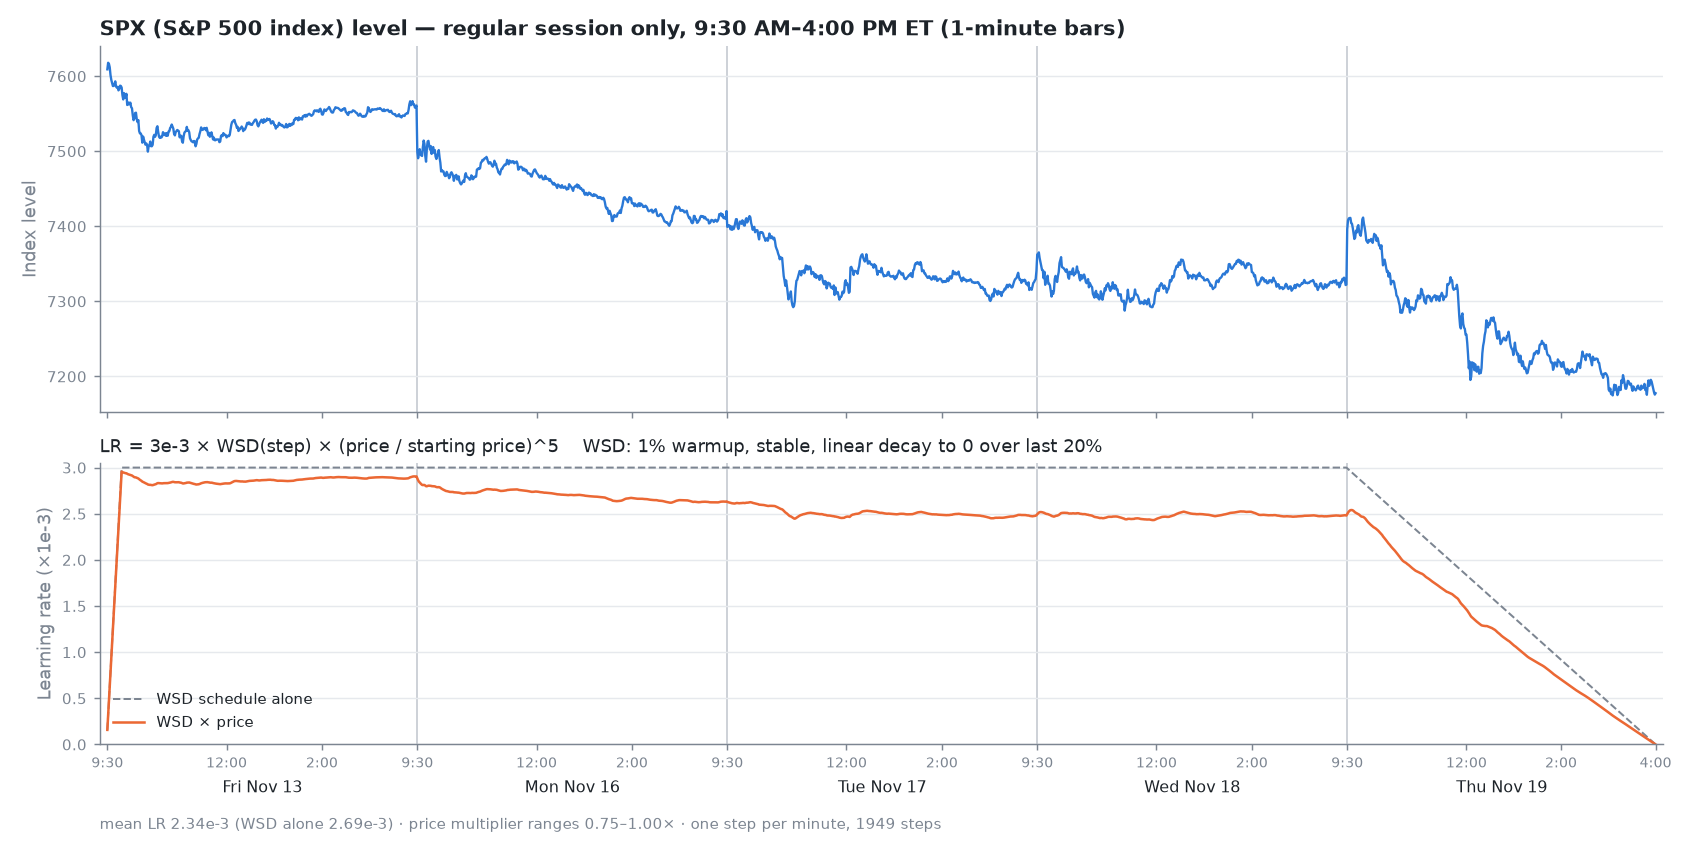 SPX (S&P 500 index) level — regular session only, 9:30 AM–4:00 PM ET (1-minute bars)
Index level
7600
7500
7400
7300
7200
LR = 3e-3 × WSD(step) × (price / starting price)^5    WSD: 1% warmup, stable, linear decay to 0 over last 20%
Learning rate (×1e-3)
3.0
2.5
2.0
1.5
1.0
0.5
0.0
WSD schedule alone
WSD × price
9:30 12:00 2:00 9:30 12:00 2:00 9:30 12:00 2:00 9:30 12:00 2:00 9:30 12:00 2:00 4:00
Fri Nov 13 Mon Nov 16 Tue Nov 17 Wed Nov 18 Thu Nov 19
mean LR 2.34e-3 (WSD alone 2.69e-3) · price multiplier ranges 0.75–1.00× · one step per minute, 1949 steps